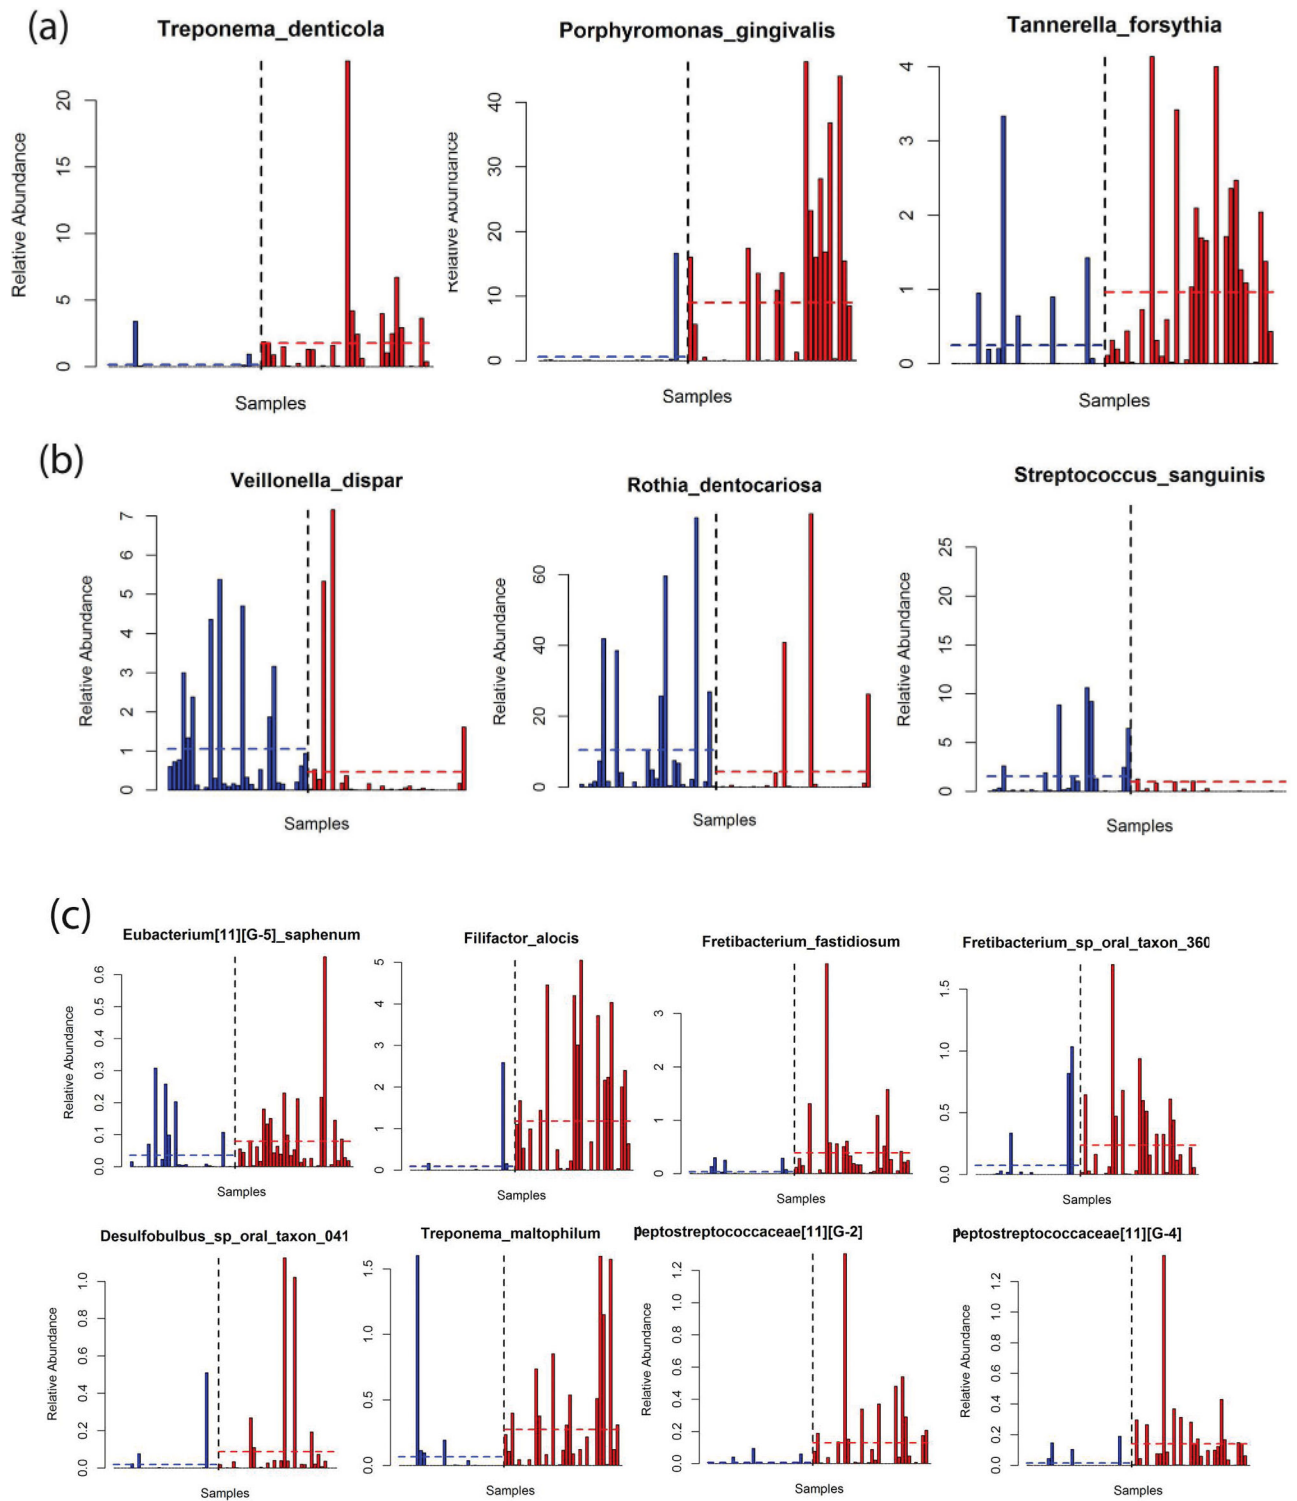 (a)
Treponema_denticola
Relative Abundance
0
5
10
15
20
Samples
Porphyromonas_gingivalis
Relative Abundance
0
10
20
30
40
Samples
Tannerella_forsythia
0
1
2
3
4
Samples
(b)
Veillonella_dispar
Relative Abundance
0
1
2
3
4
5
6
7
Samples
Rothia_dentocariosa
Relative Abundance
0
20
40
60
Samples
Streptococcus_sanguinis
Relative Abundance
0
5
10
15
20
25
Samples
(c)
Eubacterium[11][G-5]_saphenum
Relative Abundance
0.0
0.1
0.2
0.3
0.4
0.5
0.6
Samples
Filifactor_alocis
0
1
2
3
4
5
Samples
Fretibacterium_fastidiosum
0
1
2
3
Samples
Fretibacterium_sp_oral_taxon_360
0.0
0.5
1.0
1.5
Samples
Desulfobulbus_sp_oral_taxon_041
Relative Abundance
0.0
0.2
0.4
0.6
0.8
1.0
Samples
Treponema_maltophilum
0.0
0.5
1.0
1.5
Samples
Peptostreptococcaceae[11][G-2]
Relative Abundance
0.0
0.2
0.4
0.6
0.8
1.0
1.2
Samples
Peptostreptococcaceae[11][G-4]
Relative Abundance
0.0
0.2
0.4
0.6
0.8
1.0
1.2
Samples